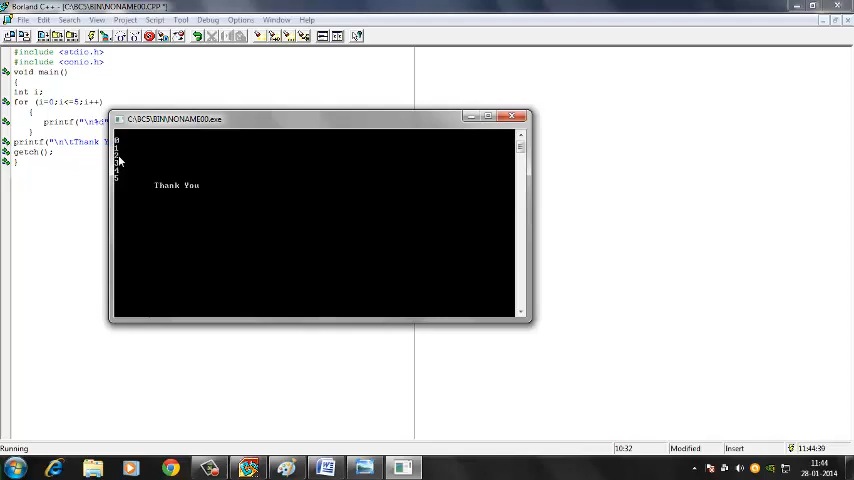 Borland C++ - [C:\BC5\BIN\NONAME00.CPP *]
File Edit Search View Project Script Tool Debug Options Window Help
#include <stdio.h>
#include <conio.h>
void main()
{
int i;
for (i=0;i<=5;i++)
{
printf("\n%d"
}
printf("\n\tThank Y
getch();
}
C:\BC5\BIN\NONAME00.exe
0
1
2
3
4
5
Thank You
Running 10:32 Modified Insert 11:44:39
11:44
28-01-2014